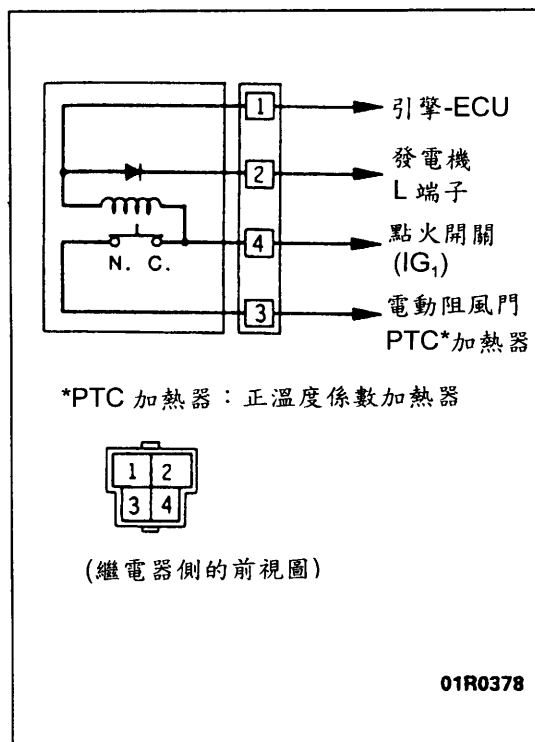 1 引擎-ECU
2 發電機
L 端子
4 點火開關
(IG₁)
N. C.
3 電動阻風門
PTC*加熱器
*PTC 加熱器：正溫度係數加熱器
1 2
3 4
(繼電器側的前視圖)
01R0378